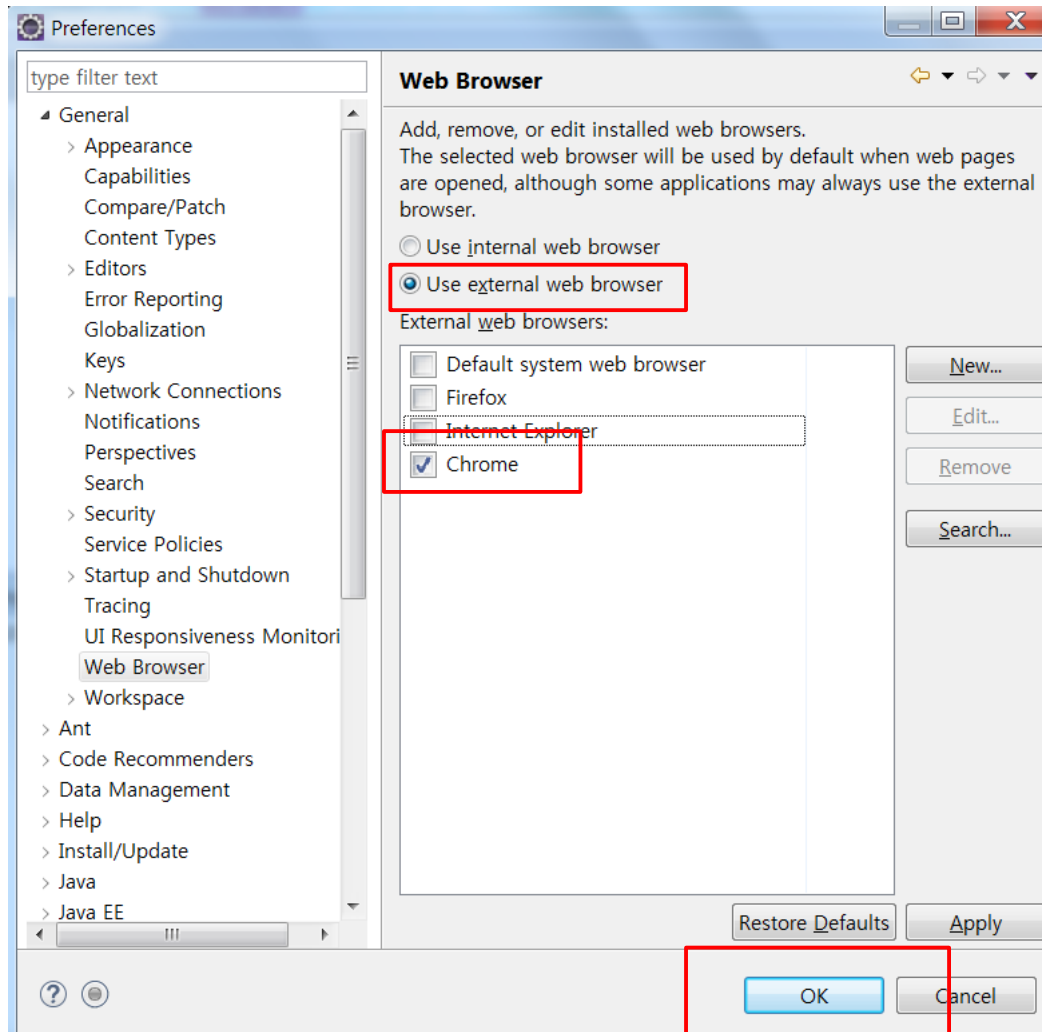 Preferences
type filter text
General
Appearance
Capabilities
Compare/Patch
Content Types
Editors
Error Reporting
Globalization
Keys
Network Connections
Notifications
Perspectives
Search
Security
Service Policies
Startup and Shutdown
Tracing
UI Responsiveness Monitori
Web Browser
Workspace
Ant
Code Recommenders
Data Management
Help
Install/Update
Java
Java EE
Web Browser
Add, remove, or edit installed web browsers.
The selected web browser will be used by default when web pages
are opened, although some applications may always use the external
browser.
Use internal web browser
Use external web browser
External web browsers:
Default system web browser
Firefox
Internet Explorer
Chrome
New...
Edit...
Remove
Search...
Restore Defaults
Apply
OK
Cancel